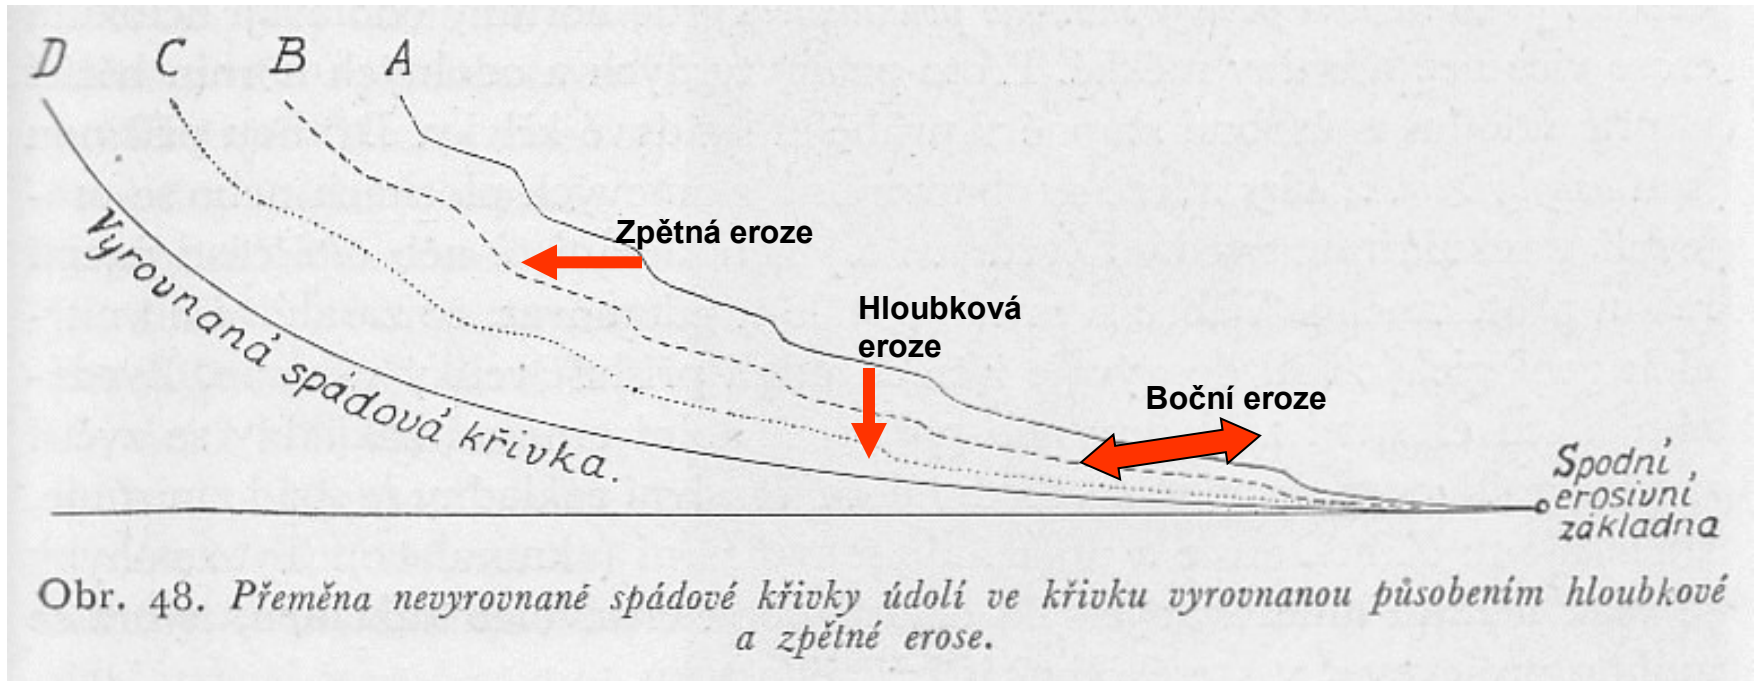 D C B A
Zpětná eroze
Hloubková
eroze
Boční eroze
Vyrovnaná spádová křivka.
Spodní
erosivní
základna
Obr. 48. Přeměna nevyrovnané spádové křivky údolí ve křivku vyrovnanou působením hloubkové
a zpětné erose.